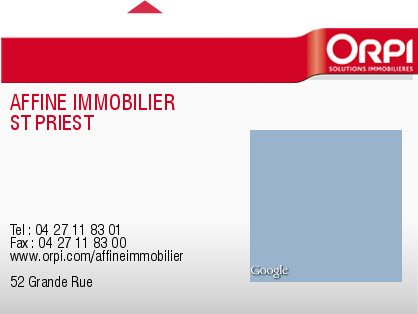 ORPI
SOLUTIONS IMMOBILIÈRES
AFFINE IMMOBILIER
ST PRIEST
Tel : 04 27 11 83 01
Fax : 04 27 11 83 00
www.orpi.com/affineimmobilier
52 Grande Rue
Google